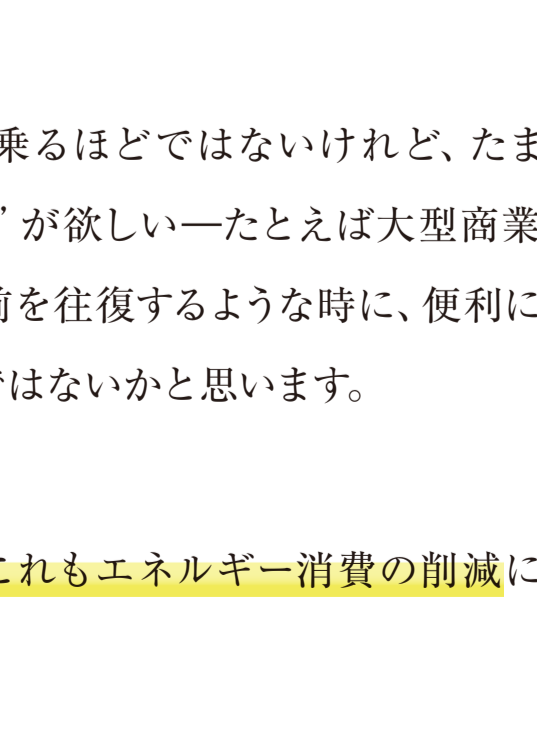 乗るほどではないけれど、たま
’が欲しい―たとえば大型商業
前を往復するような時に、便利に
ではないかと思います。
これもエネルギー消費の削減に